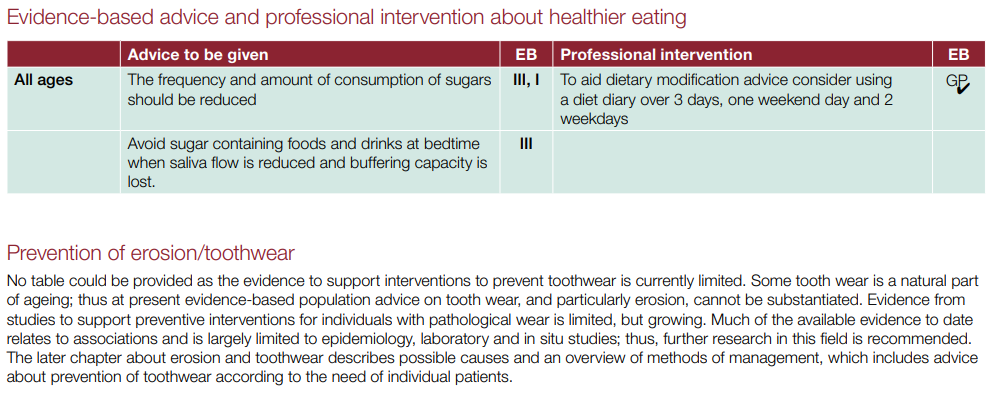 Evidence-based advice and professional intervention about healthier eating
Advice to be given EB Professional intervention EB
All ages The frequency and amount of consumption of sugars should be reduced III, I To aid dietary modification advice consider using a diet diary over 3 days, one weekend day and 2 weekdays GP✓
Avoid sugar containing foods and drinks at bedtime when saliva flow is reduced and buffering capacity is lost. III
Prevention of erosion/toothwear
No table could be provided as the evidence to support interventions to prevent toothwear is currently limited. Some tooth wear is a natural part
of ageing; thus at present evidence-based population advice on tooth wear, and particularly erosion, cannot be substantiated. Evidence from
studies to support preventive interventions for individuals with pathological wear is limited, but growing. Much of the available evidence to date
relates to associations and is largely limited to epidemiology, laboratory and in situ studies; thus, further research in this field is recommended.
The later chapter about erosion and toothwear describes possible causes and an overview of methods of management, which includes advice
about prevention of toothwear according to the need of individual patients.